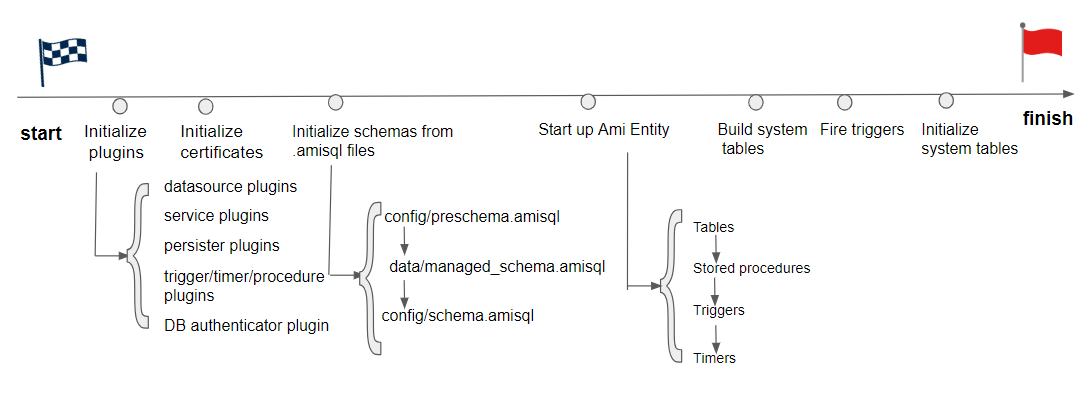 start
Initialize
plugins
Initialize
certificates
Initialize schemas from
.amisql files
Start up Ami Entity
Build system
tables
Fire triggers
Initialize
system tables
finish
datasource plugins
service plugins
persister plugins
trigger/timer/procedure
plugins
DB authenticator plugin
config/preschema.amisql
data/managed_schema.amisql
config/schema.amisql
Tables
Stored procedures
Triggers
Timers